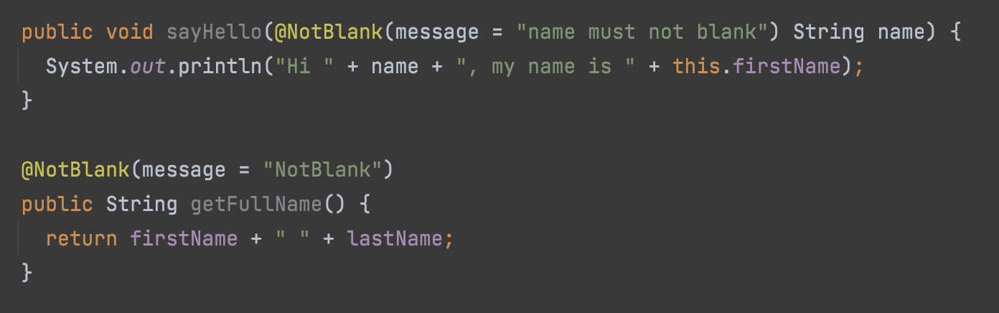 public void sayHello(@NotBlank(message = "name must not blank") String name) {
  System.out.println("Hi " + name + ", my name is " + this.firstName);
}
@NotBlank(message = "NotBlank")
public String getFullName() {
  return firstName + " " + lastName;
}